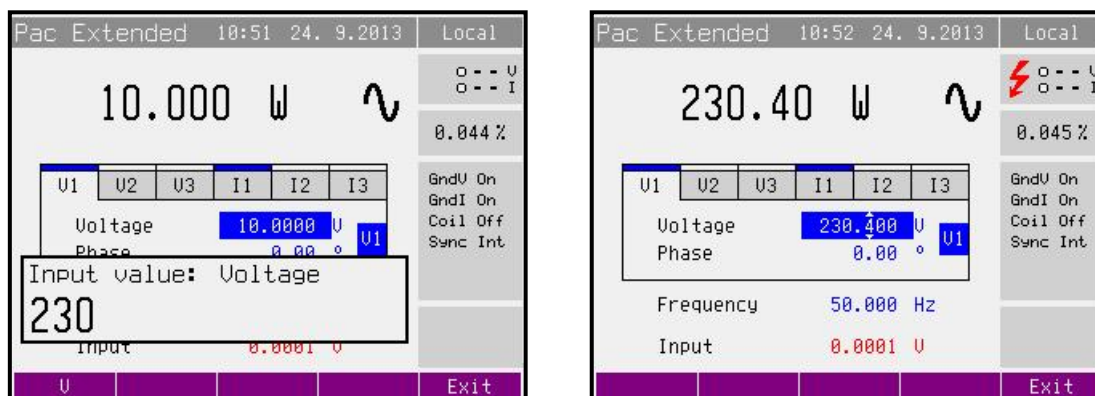 Pac Extended 10:51 24. 9.2013 Local
o - - V
o - - I
10.000 W
0.044 %
V1 V2 V3 I1 I2 I3
GndV On
GndI On
Coil Off
Sync Int
Voltage 10.0000 V
V1
Phase 0.00 °
Input value: Voltage
230
Input 0.0001 V
V Exit
Pac Extended 10:52 24. 9.2013 Local
o - - V
o - - I
230.40 W
0.045 %
V1 V2 V3 I1 I2 I3
GndV On
GndI On
Coil Off
Sync Int
Voltage 230.400 V
V1
Phase 0.00 °
Frequency 50.000 Hz
Input 0.0001 V
Exit